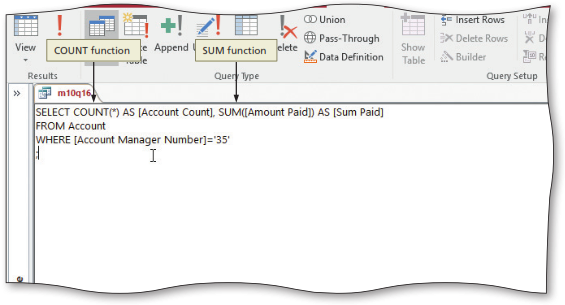 View
COUNT function
Table
Append
SUM function
Results
Query Type
Union
Pass-Through
Data Definition
Show
Table
Insert Rows
Delete Rows
Builder
Query Setup
m10q16
SELECT COUNT(*) AS [Account Count], SUM([Amount Paid]) AS [Sum Paid]
FROM Account
WHERE [Account Manager Number]='35'
;